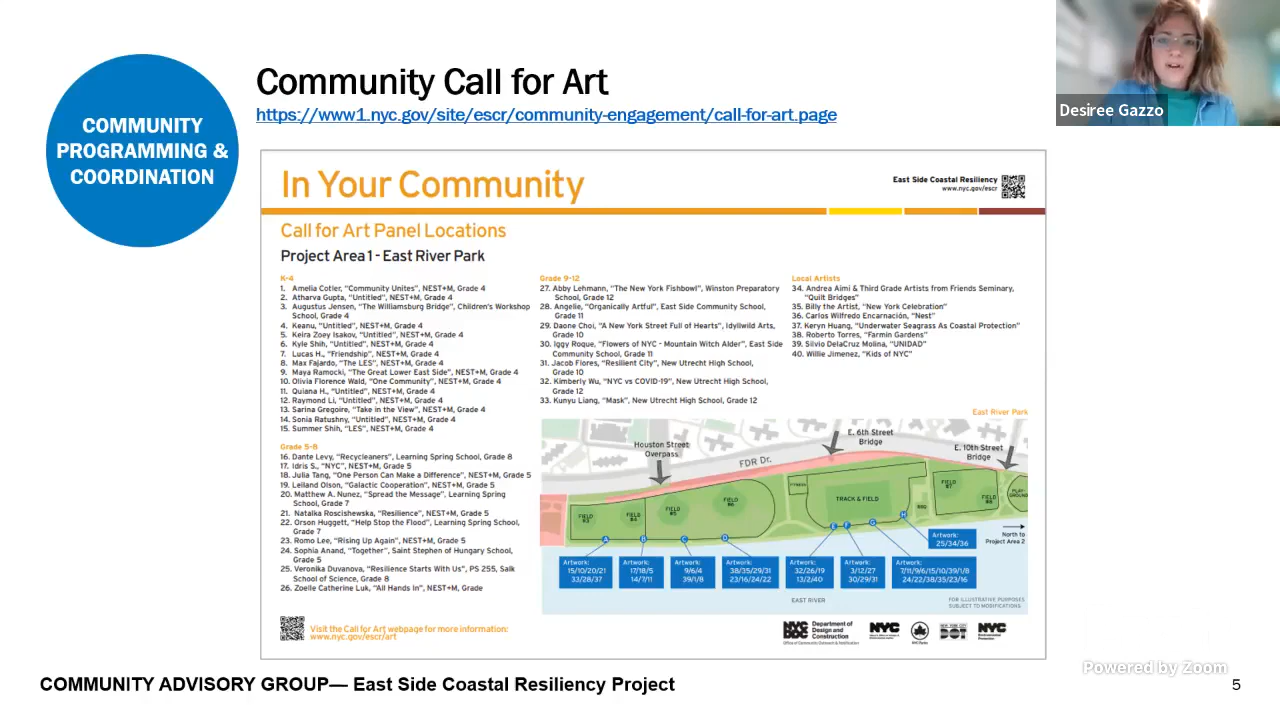 COMMUNITY
PROGRAMMING &
COORDINATION
Community Call for Art
https://www1.nyc.gov/site/escr/community-engagement/call-for-art.page
Desiree Gazzo
In Your Community
East Side Coastal Resiliency
www.nyc.gov/escr
Call for Art Panel Locations
Project Area 1 - East River Park
K-4
1. Amelia Cotler, "Community Unites", NEST+M, Grade 4
2. Atharva Gupta, "Untitled", NEST+M, Grade 4
3. Augustus Jensen, "The Williamsburg Bridge", Children's Workshop
School, Grade 4
4. Keanu, "Untitled", NEST+M, Grade 4
5. Keira Zoey Isakov, "Untitled", NEST+M, Grade 4
6. Kyle Shih, "Untitled", NEST+M, Grade 4
7. Lucas H., "Friendship", NEST+M, Grade 4
8. Max Fajardo, "The LES", NEST+M, Grade 4
9. Maya Ramocki, "The Great Lower East Side", NEST+M, Grade 4
10. Olivia Florence Wald, "One Community", NEST+M, Grade 4
11. Quiana H., "Untitled", NEST+M, Grade 4
12. Raymond Li, "Untitled", NEST+M, Grade 4
13. Sarina Gregoire, "Take in the View", NEST+M, Grade 4
14. Sonia Ratushny, "Untitled", NEST+M, Grade 4
15. Summer Shih, "LES", NEST+M, Grade 4
Grade 5-8
16. Dante Levy, "Recycleners", Learning Spring School, Grade 8
17. Idris S., "NYC", NEST+M, Grade 5
18. Julia Tang, "One Person Can Make a Difference", NEST+M, Grade 5
19. Leiland Olson, "Galactic Cooperation", NEST+M, Grade 5
20. Matthew A. Nunez, "Spread the Message", Learning Spring
School, Grade 7
21. Natalka Roscishewska, "Resilience", NEST+M, Grade 5
22. Orson Huggett, "Help Stop the Flood", Learning Spring School,
Grade 7
23. Romo Lee, "Rising Up Again", NEST+M, Grade 5
24. Sophia Anand, "Together", Saint Stephen of Hungary School,
Grade 5
25. Veronika Duvanova, "Resilience Starts With Us", PS 255, Salk
School of Science, Grade 8
26. Zoelle Catherine Luk, "All Hands In", NEST+M, Grade
Grade 9-12
27. Abby Lehmann, "The New York Fishbowl", Winston Preparatory
School, Grade 12
28. Angelie, "Organically Artful", East Side Community School,
Grade 11
29. Daone Choi, "A New York Street Full of Hearts", Idyllwild Arts,
Grade 10
30. Iggy Roque, "Flowers of NYC - Mountain Witch Alder", East Side
Community School, Grade 11
31. Jacob Flores, "Resilient City", New Utrecht High School,
Grade 10
32. Kimberly Wu, "NYC vs COVID-19", New Utrecht High School,
Grade 12
33. Kunyu Liang, "Mask", New Utrecht High School, Grade 12
Local Artists
34. Andrea Aimi & Third Grade Artists from Friends Seminary,
"Quilt Bridges"
35. Billy the Artist, "New York Celebration"
36. Carlos Wilfredo Encarnación, "Nest"
37. Keryn Huang, "Underwater Seagrass As Coastal Protection"
38. Roberto Torres, "Farmin Gardens"
39. Silvio DelaCruz Molina, "UNIDAD"
40. Willie Jimenez, "Kids of NYC"
East River Park
Houston Street
Overpass
FDR Dr.
E. 6th Street
Bridge
E. 10th Street
Bridge
FIELD
#3
FIELD
#4
FIELD
#5
FIELD
#6
TRACK & FIELD
FIELD
#7
FIELD
#8
PLAY
GROUND
A B C D E F G H
North to
Project Area 2
Artwork:
15/10/20/21
33/28/37
Artwork:
17/18/5
14/7/11
Artwork:
9/6/4
39/1/8
Artwork:
38/35/29/31
23/16/24/22
Artwork:
32/26/19
13/2/40
Artwork:
3/12/27
30/29/31
Artwork:
7/11/9/6/15/10/39/1/8
24/22/38/35/23/16
Artwork:
25/34/36
EAST RIVER
FOR ILLUSTRATIVE PURPOSES
SUBJECT TO MODIFICATIONS
Visit the Call for Art webpage for more information:
www.nyc.gov/escr/art
NYC
DDC
Department of
Design and
Construction
Office of Community Outreach & Notification
NYC
NYC Parks
DOT
NYC
Environmental
Protection
Powered by Zoom
COMMUNITY ADVISORY GROUP— East Side Coastal Resiliency Project
5